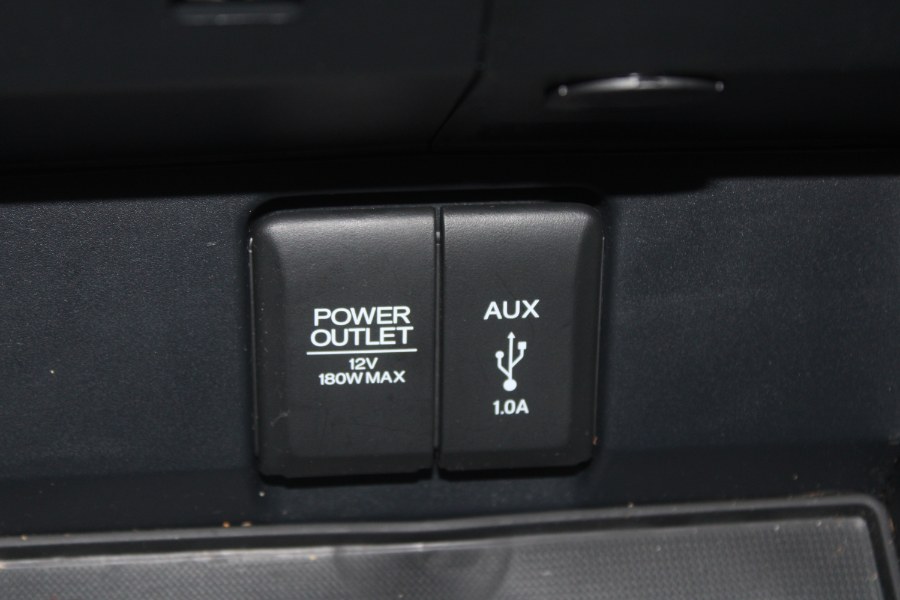 POWER
OUTLET
12V
180W MAX
AUX
1.0A